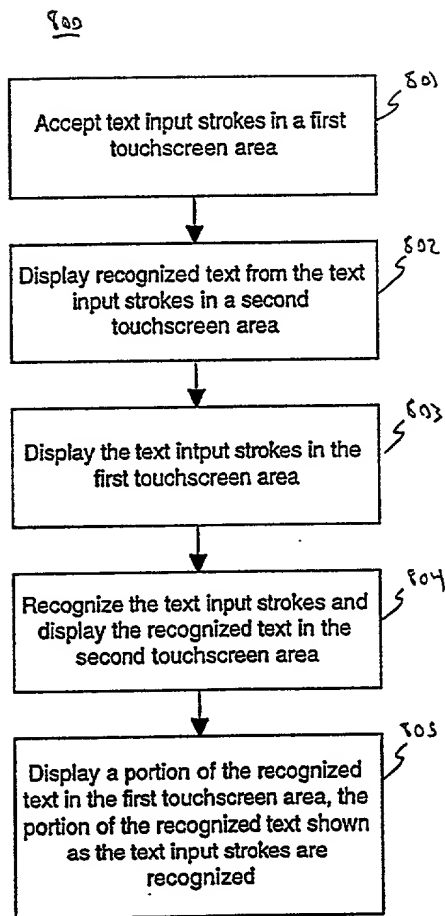 800
801
Accept text input strokes in a first
touchscreen area
802
Display recognized text from the text
input strokes in a second
touchscreen area
803
Display the text intput strokes in the
first touchscreen area
804
Recognize the text input strokes and
display the recognized text in the
second touchscreen area
805
Display a portion of the recognized
text in the first touchscreen area, the
portion of the recognized text shown
as the text input strokes are
recognized